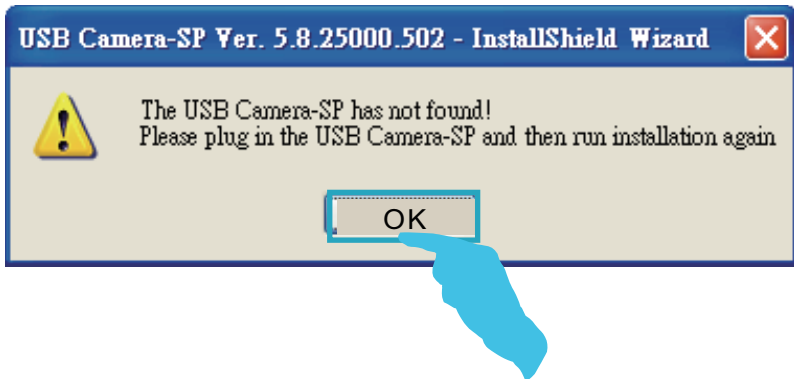 USB Camera-SP Ver. 5.8.25000.502 - InstallShield Wizard
The USB Camera-SP has not found!
Please plug in the USB Camera-SP and then run installation again
OK